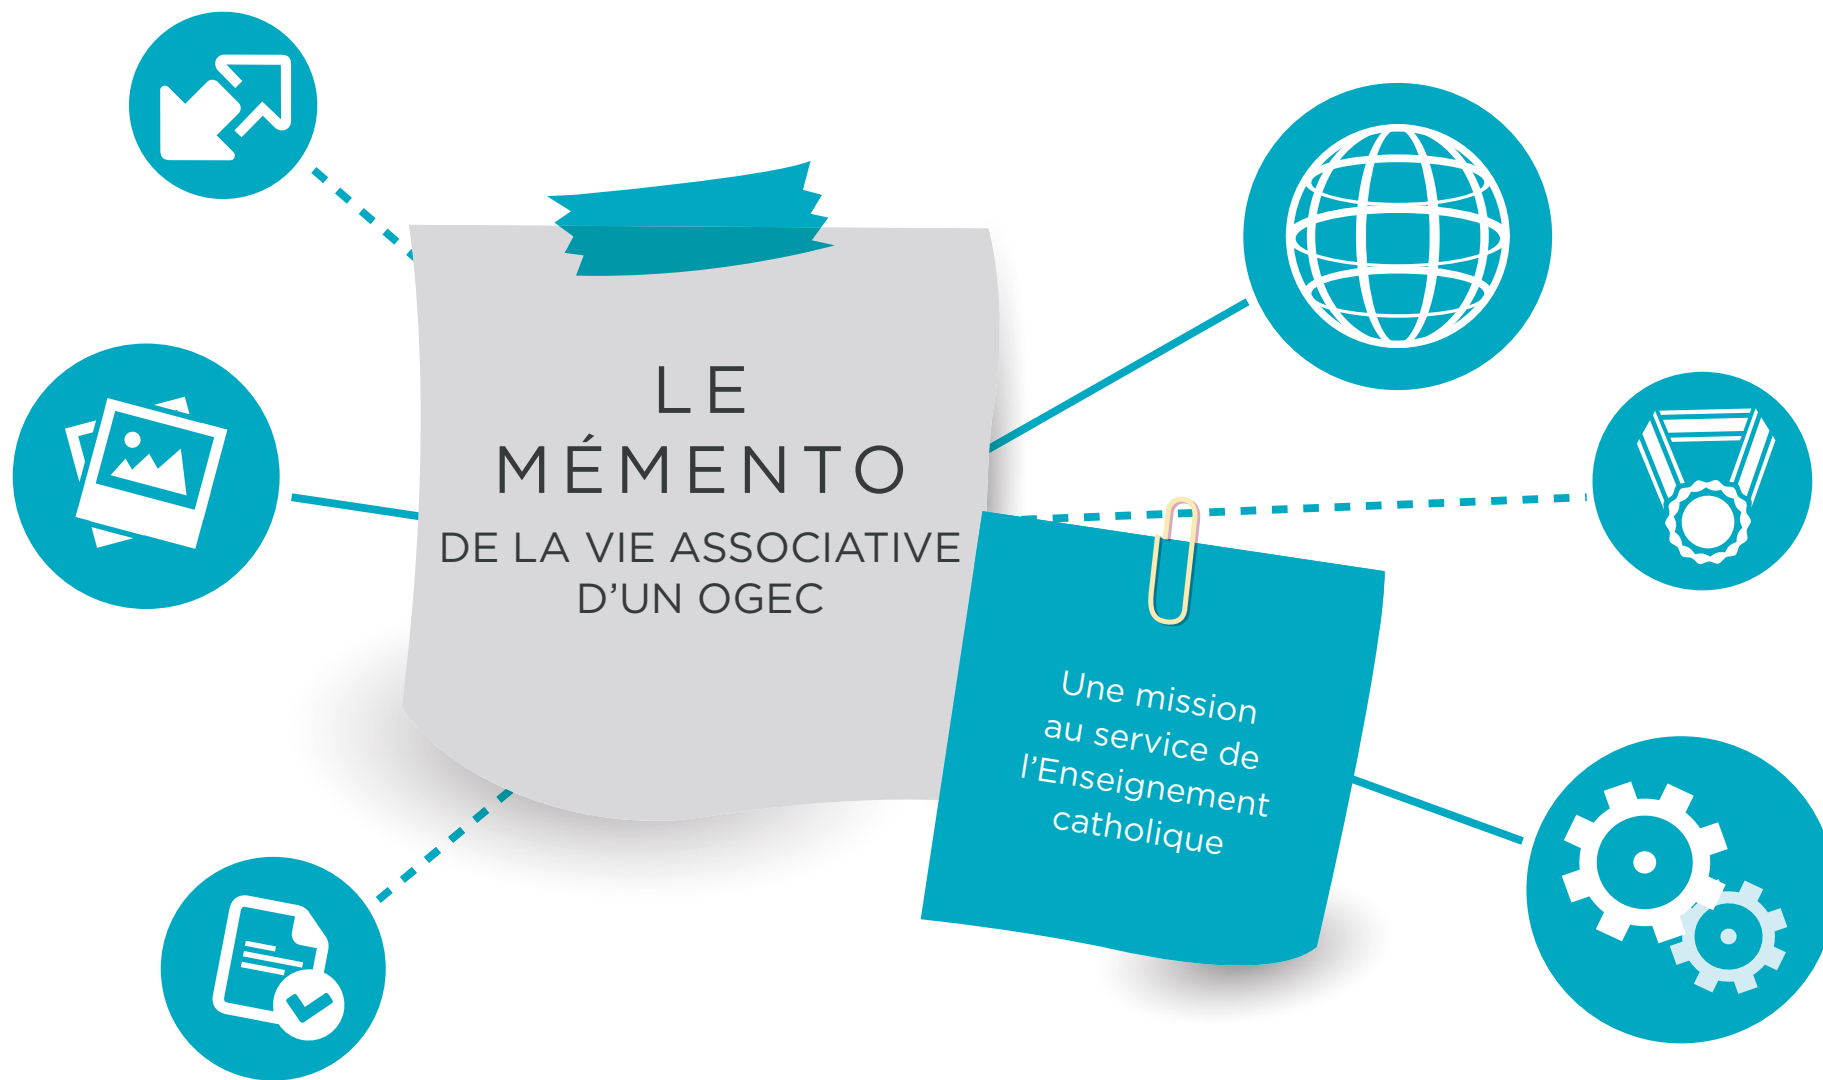 LE
MÉMENTO
DE LA VIE ASSOCIATIVE
D’UN OGEC
Une mission
au service de
l’Enseignement
catholique